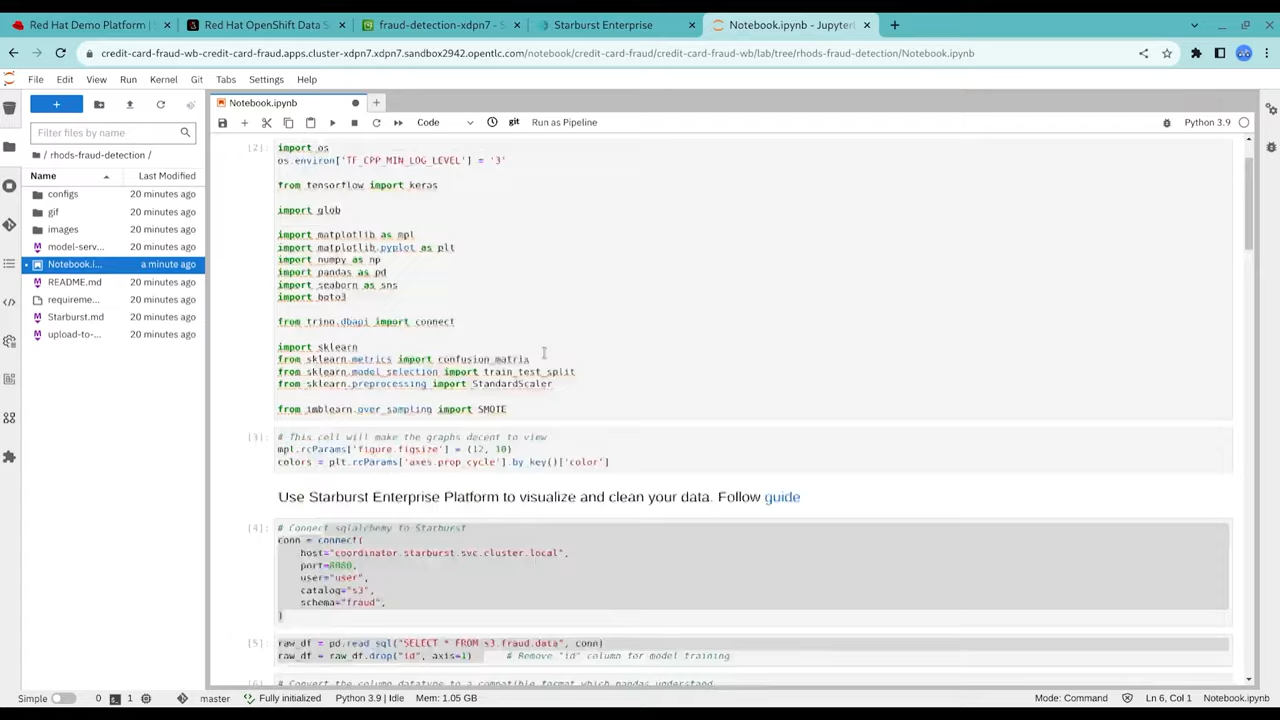 Red Hat Demo Platform |
Red Hat OpenShift Data S
fraud-detection-xdpn7 - S
Starburst Enterprise
Notebook.ipynb - Jupyter
credit-card-fraud-wb-credit-card-fraud.apps.cluster-xdpn7.xdpn7.sandbox2942.opentlc.com/notebook/credit-card-fraud/credit-card-fraud-wb/lab/tree/rhods-fraud-detection/Notebook.ipynb
File Edit View Run Kernel Git Tabs Settings Help
Notebook.ipynb
Code git Run as Pipeline Python 3.9
Filter files by name
/ rhods-fraud-detection /
Name Last Modified
configs 20 minutes ago
gif 20 minutes ago
images 20 minutes ago
model-serv... 20 minutes ago
Notebook.i... a minute ago
README.md 20 minutes ago
requireme... 20 minutes ago
Starburst.md 20 minutes ago
upload-to-... 20 minutes ago
[2]: import os
os.environ['TF_CPP_MIN_LOG_LEVEL'] = '3'
from tensorflow import keras
import glob
import matplotlib as mpl
import matplotlib.pyplot as plt
import numpy as np
import pandas as pd
import seaborn as sns
import boto3
from trino.dbapi import connect
import sklearn
from sklearn.metrics import confusion_matrix
from sklearn.model_selection import train_test_split
from sklearn.preprocessing import StandardScaler
from imblearn.over_sampling import SMOTE
[3]: # This cell will make the graphs decent to view
mpl.rcParams['figure.figsize'] = (12, 10)
colors = plt.rcParams['axes.prop_cycle'].by_key()['color']
Use Starburst Enterprise Platform to visualize and clean your data. Follow guide
[4]: # Connect sqlalchemy to Starburst
conn = connect(
host="coordinator.starburst.svc.cluster.local",
port=8080,
user="user",
catalog="s3",
schema="fraud",
)
[5]: raw_df = pd.read_sql("SELECT * FROM s3.fraud.data", conn)
raw_df = raw_df.drop("id", axis=1) # Remove "id" column for model training
[6]: # Convert the column datatype to a compatible format which pandas understand
Simple 0 1 master Fully initialized Python 3.9 | Idle Mem: 1.05 GB Mode: Command Ln 6, Col 1 Notebook.ipynb